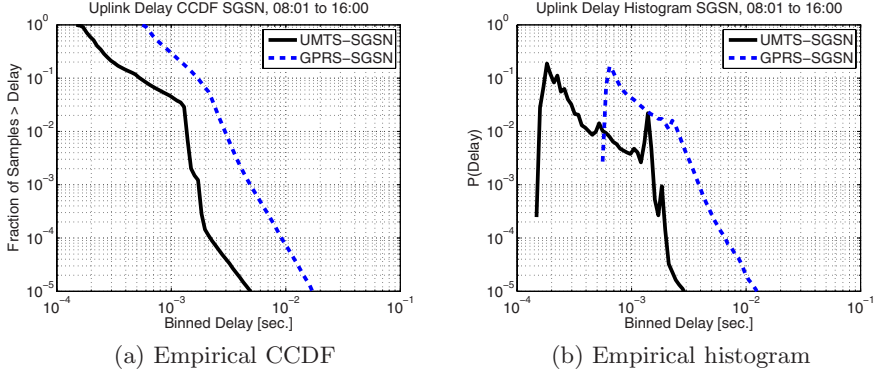 Uplink Delay CCDF SGSN, 08:01 to 16:00
Fraction of Samples > Delay
10^0
10^−1
10^−2
10^−3
10^−4
10^−5
UMTS−SGSN
GPRS−SGSN
10^−4
10^−3
10^−2
10^−1
Binned Delay [sec.]
(a) Empirical CCDF
Uplink Delay Histogram SGSN, 08:01 to 16:00
P(Delay)
10^0
10^−1
10^−2
10^−3
10^−4
10^−5
UMTS−SGSN
GPRS−SGSN
10^−4
10^−3
10^−2
10^−1
Binned Delay [sec.]
(b) Empirical histogram